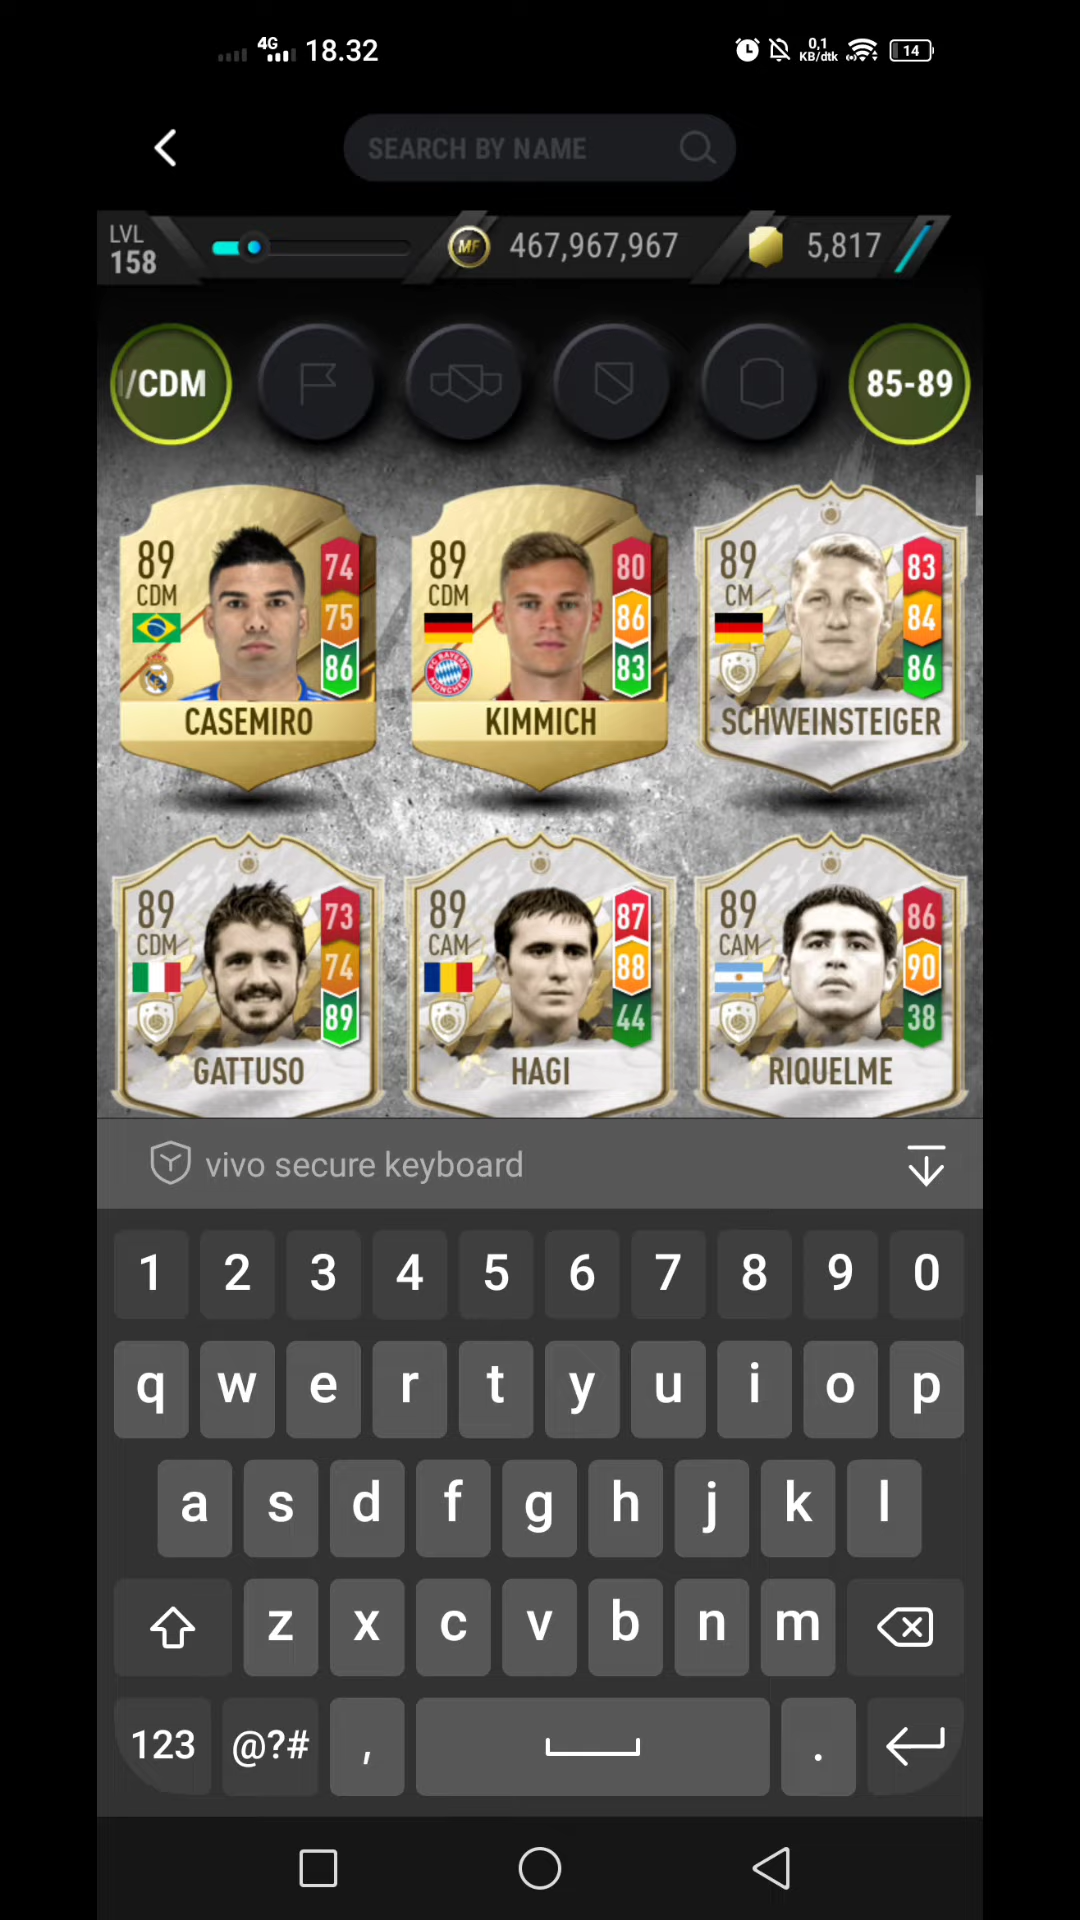 4G 18.32 0,1 KB/dtk 14
SEARCH BY NAME
LVL
158 MF 467,967,967 5,817
/CDM 85-89
89 CDM 74 75 86
89 CDM 80 86 83
89 CM 83 84 86
CASEMIRO KIMMICH SCHWEINSTEIGER
89 CDM 73 74 89
89 CAM 87 88 44
89 CAM 86 90 38
GATTUSO HAGI RIQUELME
vivo secure keyboard
1 2 3 4 5 6 7 8 9 0
q w e r t y u i o p
a s d f g h j k l
z x c v b n m
123 @?# , .